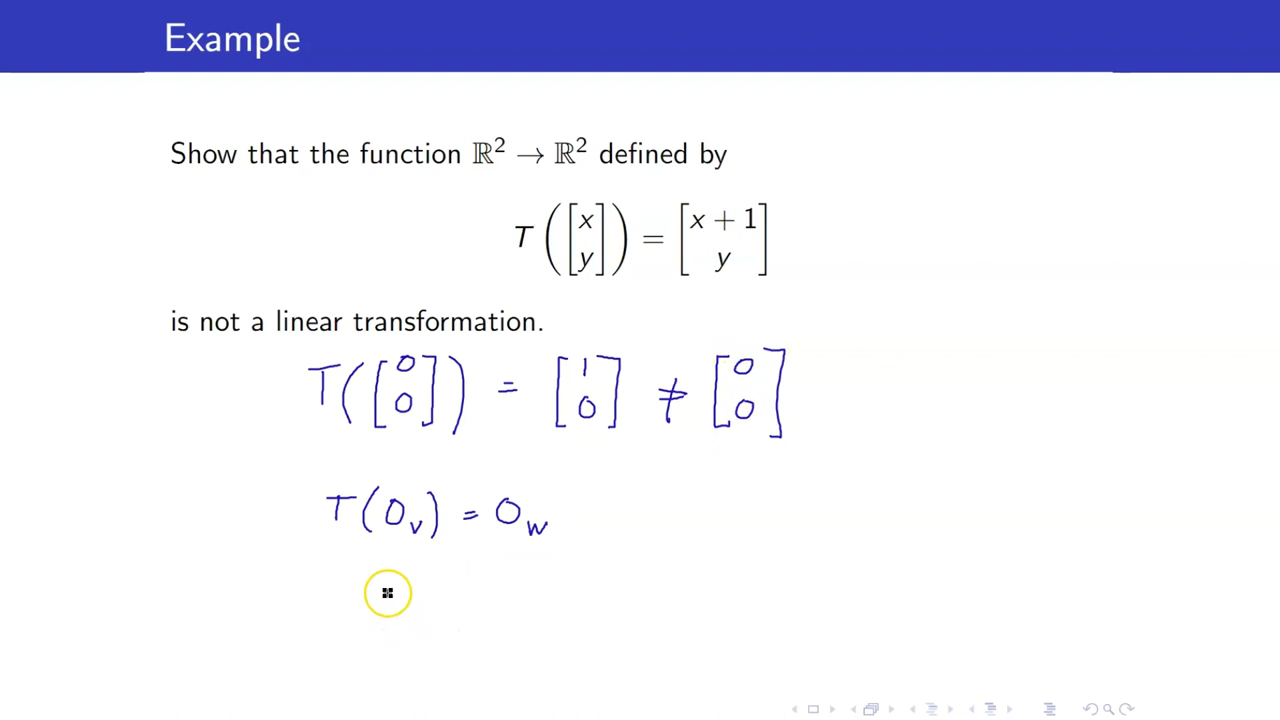 Example
Show that the function ℝ² → ℝ² defined by
T([x y]) = [x + 1 y]
is not a linear transformation.
T([0 0]) = [1 0] ≠ [0 0]
T(0ᵥ) = 0w